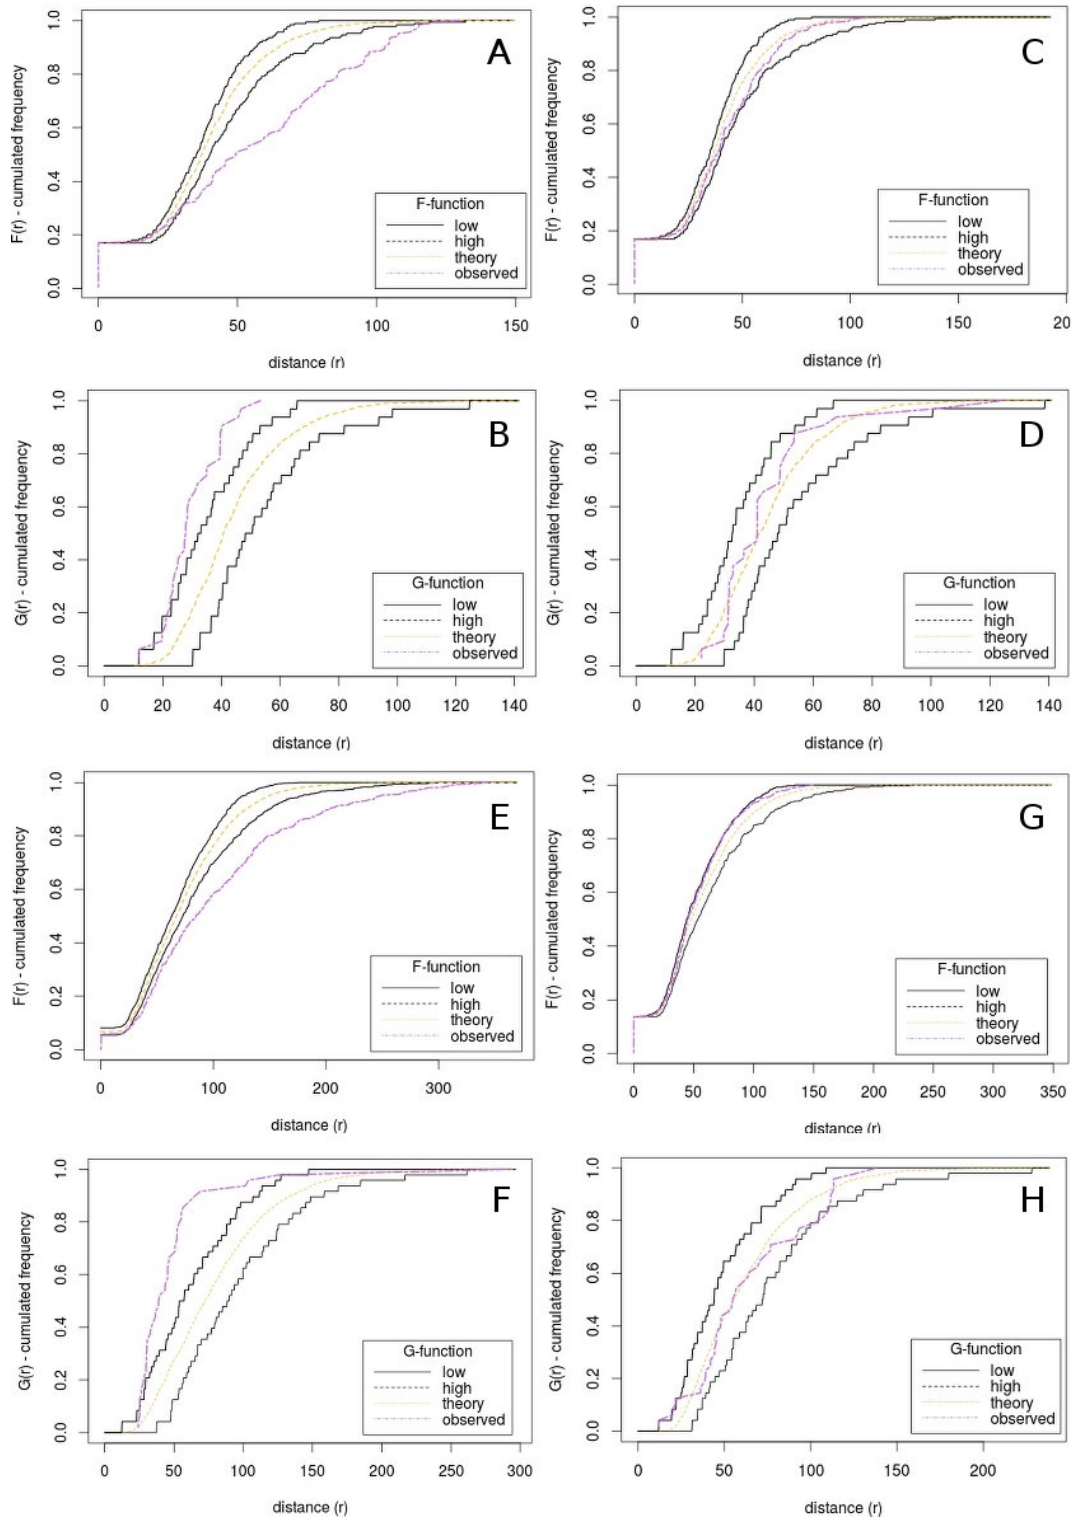 A
F(r) - cumulated frequency
0.0 0.2 0.4 0.6 0.8 1.0
F-function
low
high
theory
observed
0 50 100 150
distance (r)
C
F(r) - cumulated frequency
0.0 0.2 0.4 0.6 0.8 1.0
F-function
low
high
theory
observed
0 50 100 150 20
distance (r)
B
G(r) - cumulated frequency
0.0 0.2 0.4 0.6 0.8 1.0
G-function
low
high
theory
observed
0 20 40 60 80 100 120 140
distance (r)
D
G(r) - cumulated frequency
0.0 0.2 0.4 0.6 0.8 1.0
G-function
low
high
theory
observed
0 20 40 60 80 100 120 140
distance (r)
E
F(r) - cumulated frequency
0.0 0.2 0.4 0.6 0.8 1.0
F-function
low
high
theory
observed
0 100 200 300
distance (r)
G
F(r) - cumulated frequency
0.0 0.2 0.4 0.6 0.8 1.0
F-function
low
high
theory
observed
0 50 100 150 200 250 300 350
distance (r)
F
G(r) - cumulated frequency
0.0 0.2 0.4 0.6 0.8 1.0
G-function
low
high
theory
observed
0 50 100 150 200 250 300
distance (r)
H
G(r) - cumulated frequency
0.0 0.2 0.4 0.6 0.8 1.0
G-function
low
high
theory
observed
0 50 100 150 200
distance (r)